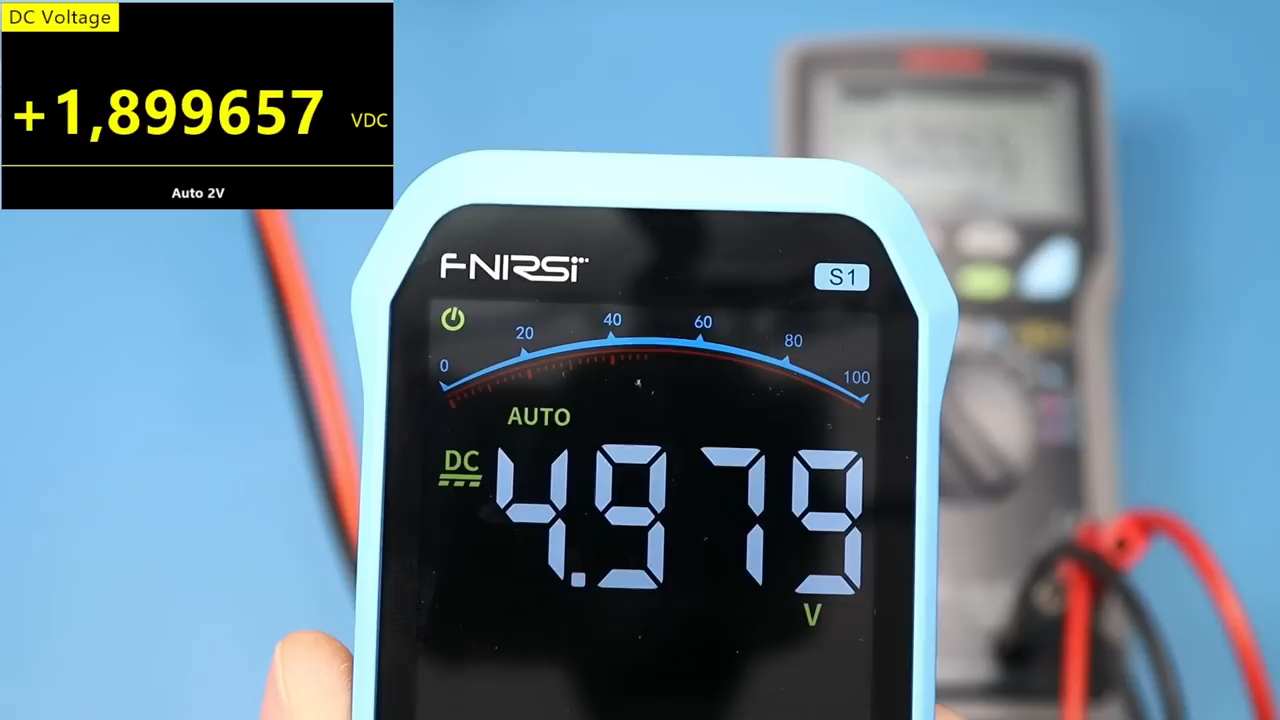 DC Voltage
+1,899657 VDC
Auto 2V
FNIRSI
S1
0 20 40 60 80 100
AUTO
DC
4.979
V